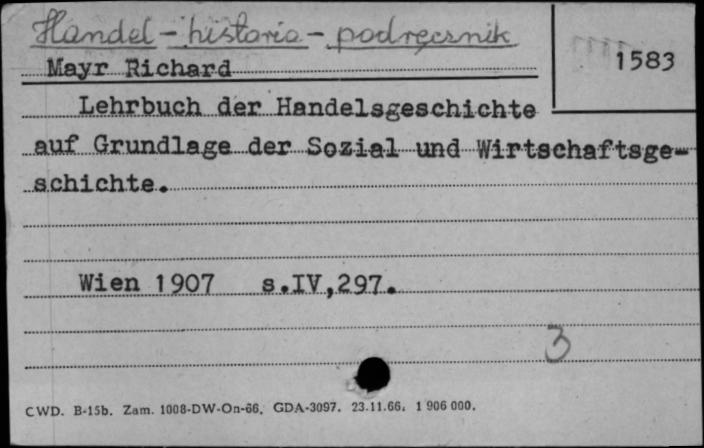 Handel - historia - podręcznik
Mayr Richard
1583
Lehrbuch der Handelsgeschichte
auf Grundlage der Sozial und Wirtschaftsge-
schichte.
Wien 1907 s.IV,297.
3
CWD. B-15b. Zam. 1008-DW-On-66. GDA-3097. 23.11.66. 1 906 000.